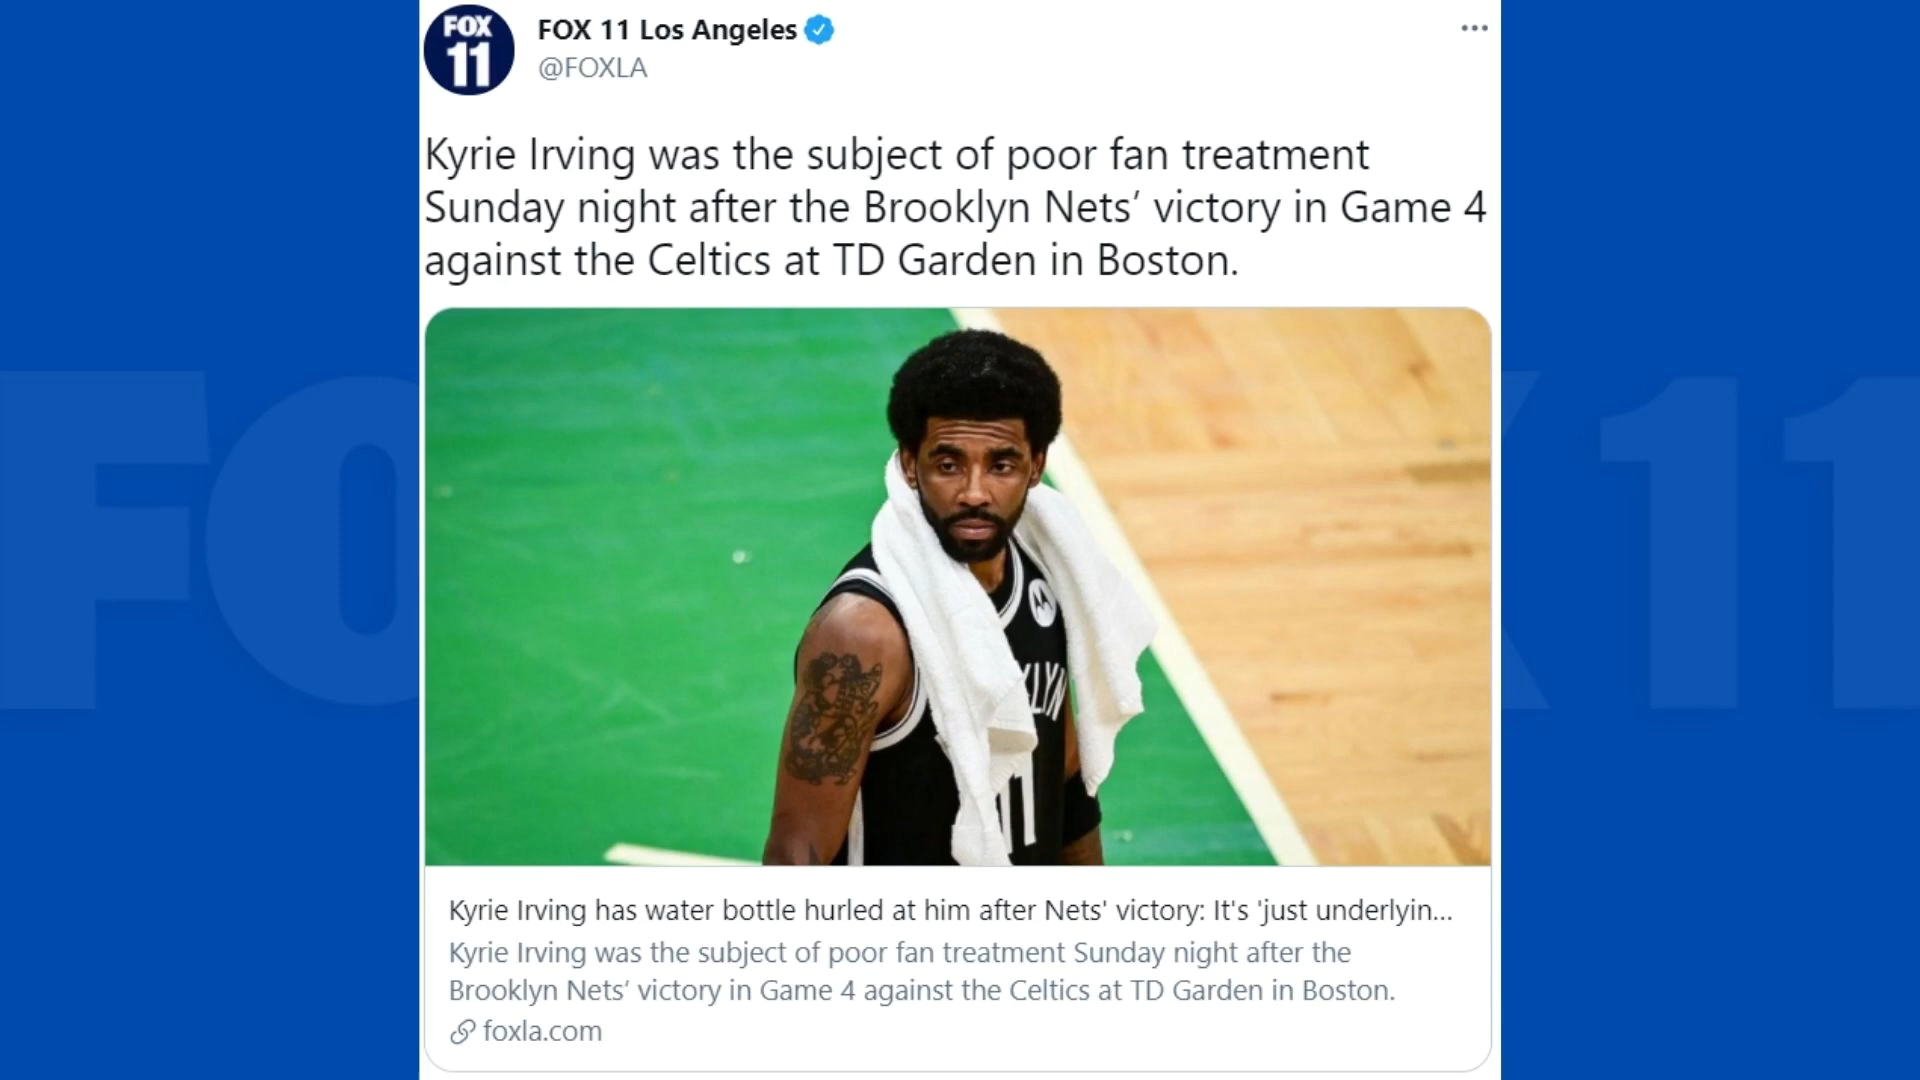 FOX
11
FOX 11 Los Angeles
@FOXLA
Kyrie Irving was the subject of poor fan treatment
Sunday night after the Brooklyn Nets’ victory in Game 4
against the Celtics at TD Garden in Boston.
KLYN
11
Kyrie Irving has water bottle hurled at him after Nets' victory: It's 'just underlyin...
Kyrie Irving was the subject of poor fan treatment Sunday night after the
Brooklyn Nets’ victory in Game 4 against the Celtics at TD Garden in Boston.
foxla.com
FO
X 11